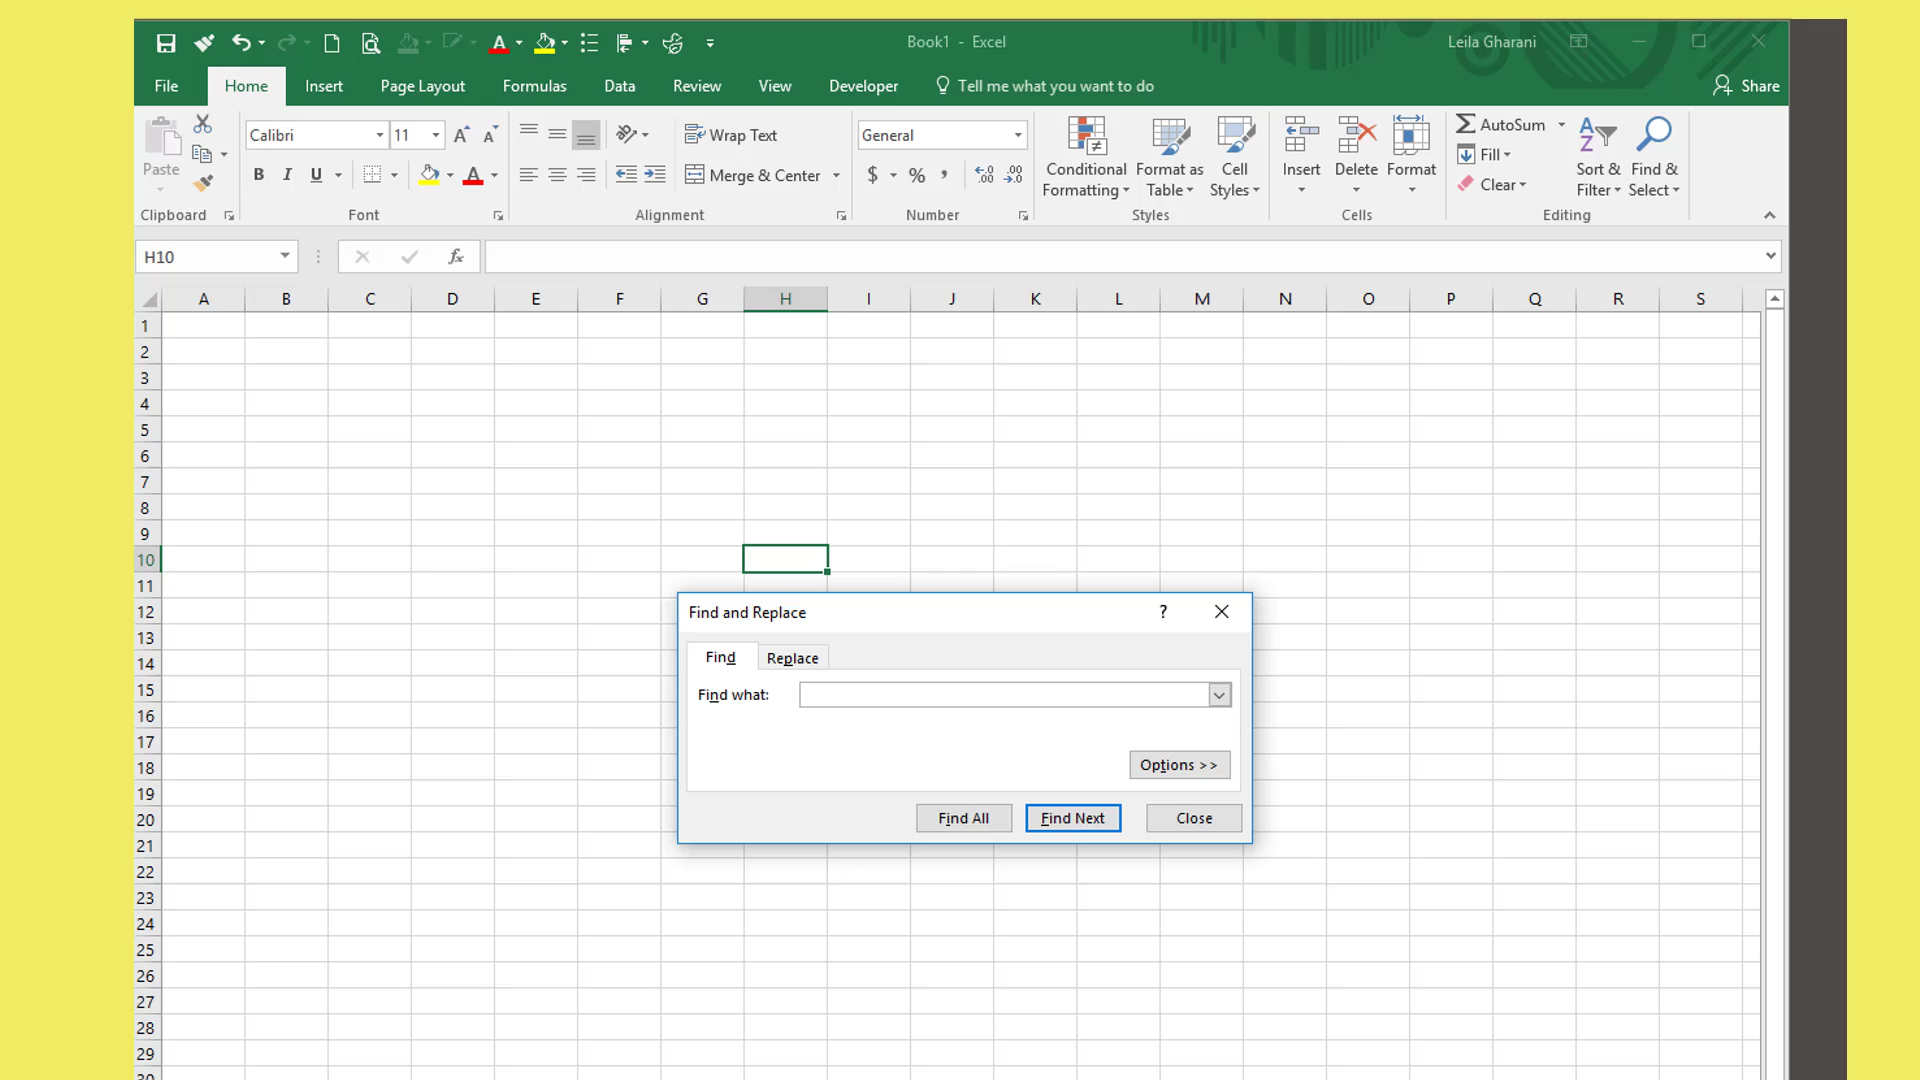 Book1 - Excel
Leila Gharani
File Home Insert Page Layout Formulas Data Review View Developer Tell me what you want to do Share
Paste
Clipboard
Calibri 11
B I U
Font
Wrap Text
Merge & Center
Alignment
General
$ % ,
Number
Conditional Formatting
Format as Table
Cell Styles
Styles
Insert Delete Format
Cells
AutoSum
Fill
Clear
Sort & Filter
Find & Select
Editing
H10
fx
A B C D E F G H I J K L M N O P Q R S
1
2
3
4
5
6
7
8
9
10
11
12
13
14
15
16
17
18
19
20
21
22
23
24
25
26
27
28
29
30
Find and Replace ?
Find Replace
Find what:
Options >>
Find All Find Next Close